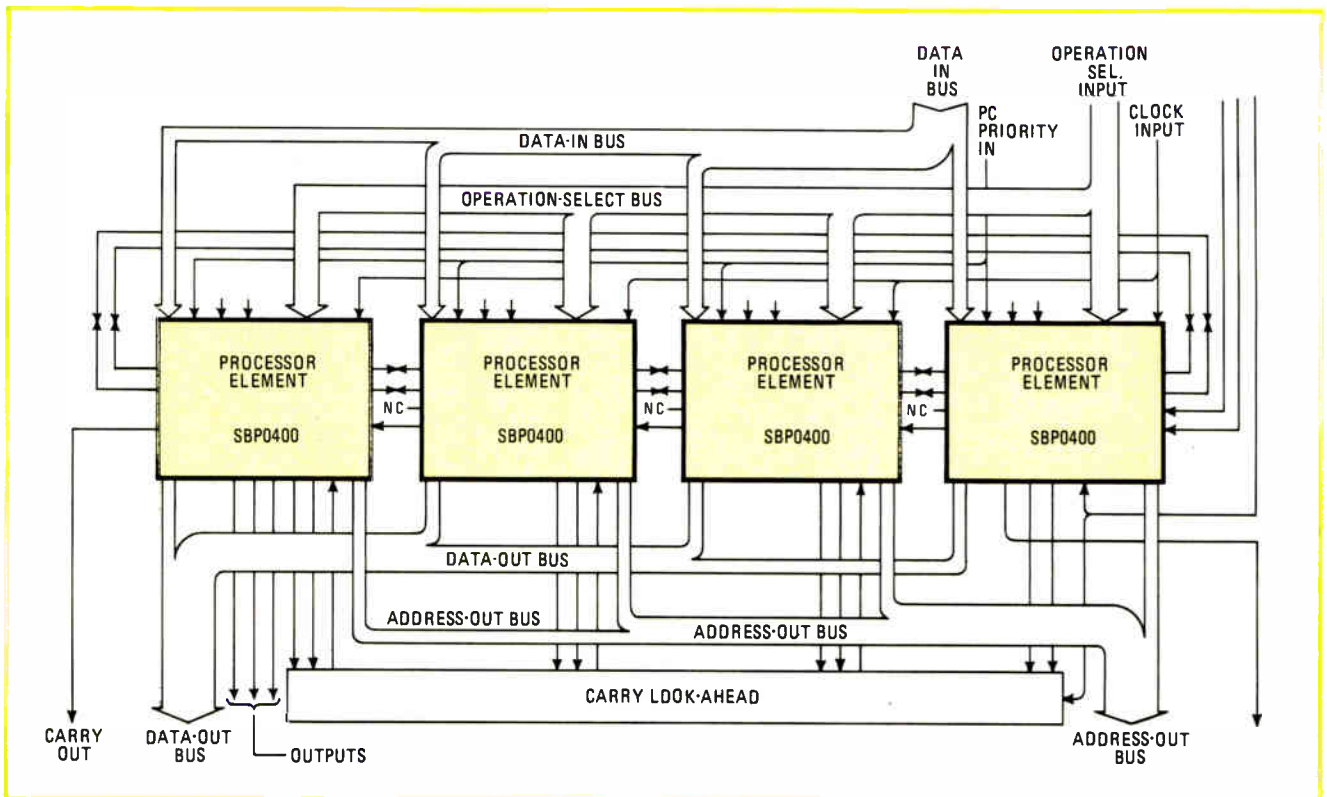 DATA
IN
BUS
OPERATION
SEL.
INPUT
PC
PRIORITY
IN
CLOCK
INPUT
DATA-IN BUS
OPERATION-SELECT BUS
PROCESSOR
ELEMENT
SBP0400
PROCESSOR
ELEMENT
SBP0400
PROCESSOR
ELEMENT
SBP0400
PROCESSOR
ELEMENT
SBP0400
NC
NC
NC
DATA-OUT BUS
ADDRESS-OUT BUS
ADDRESS-OUT BUS
CARRY LOOK-AHEAD
CARRY
OUT
DATA-OUT
BUS
OUTPUTS
ADDRESS-OUT
BUS